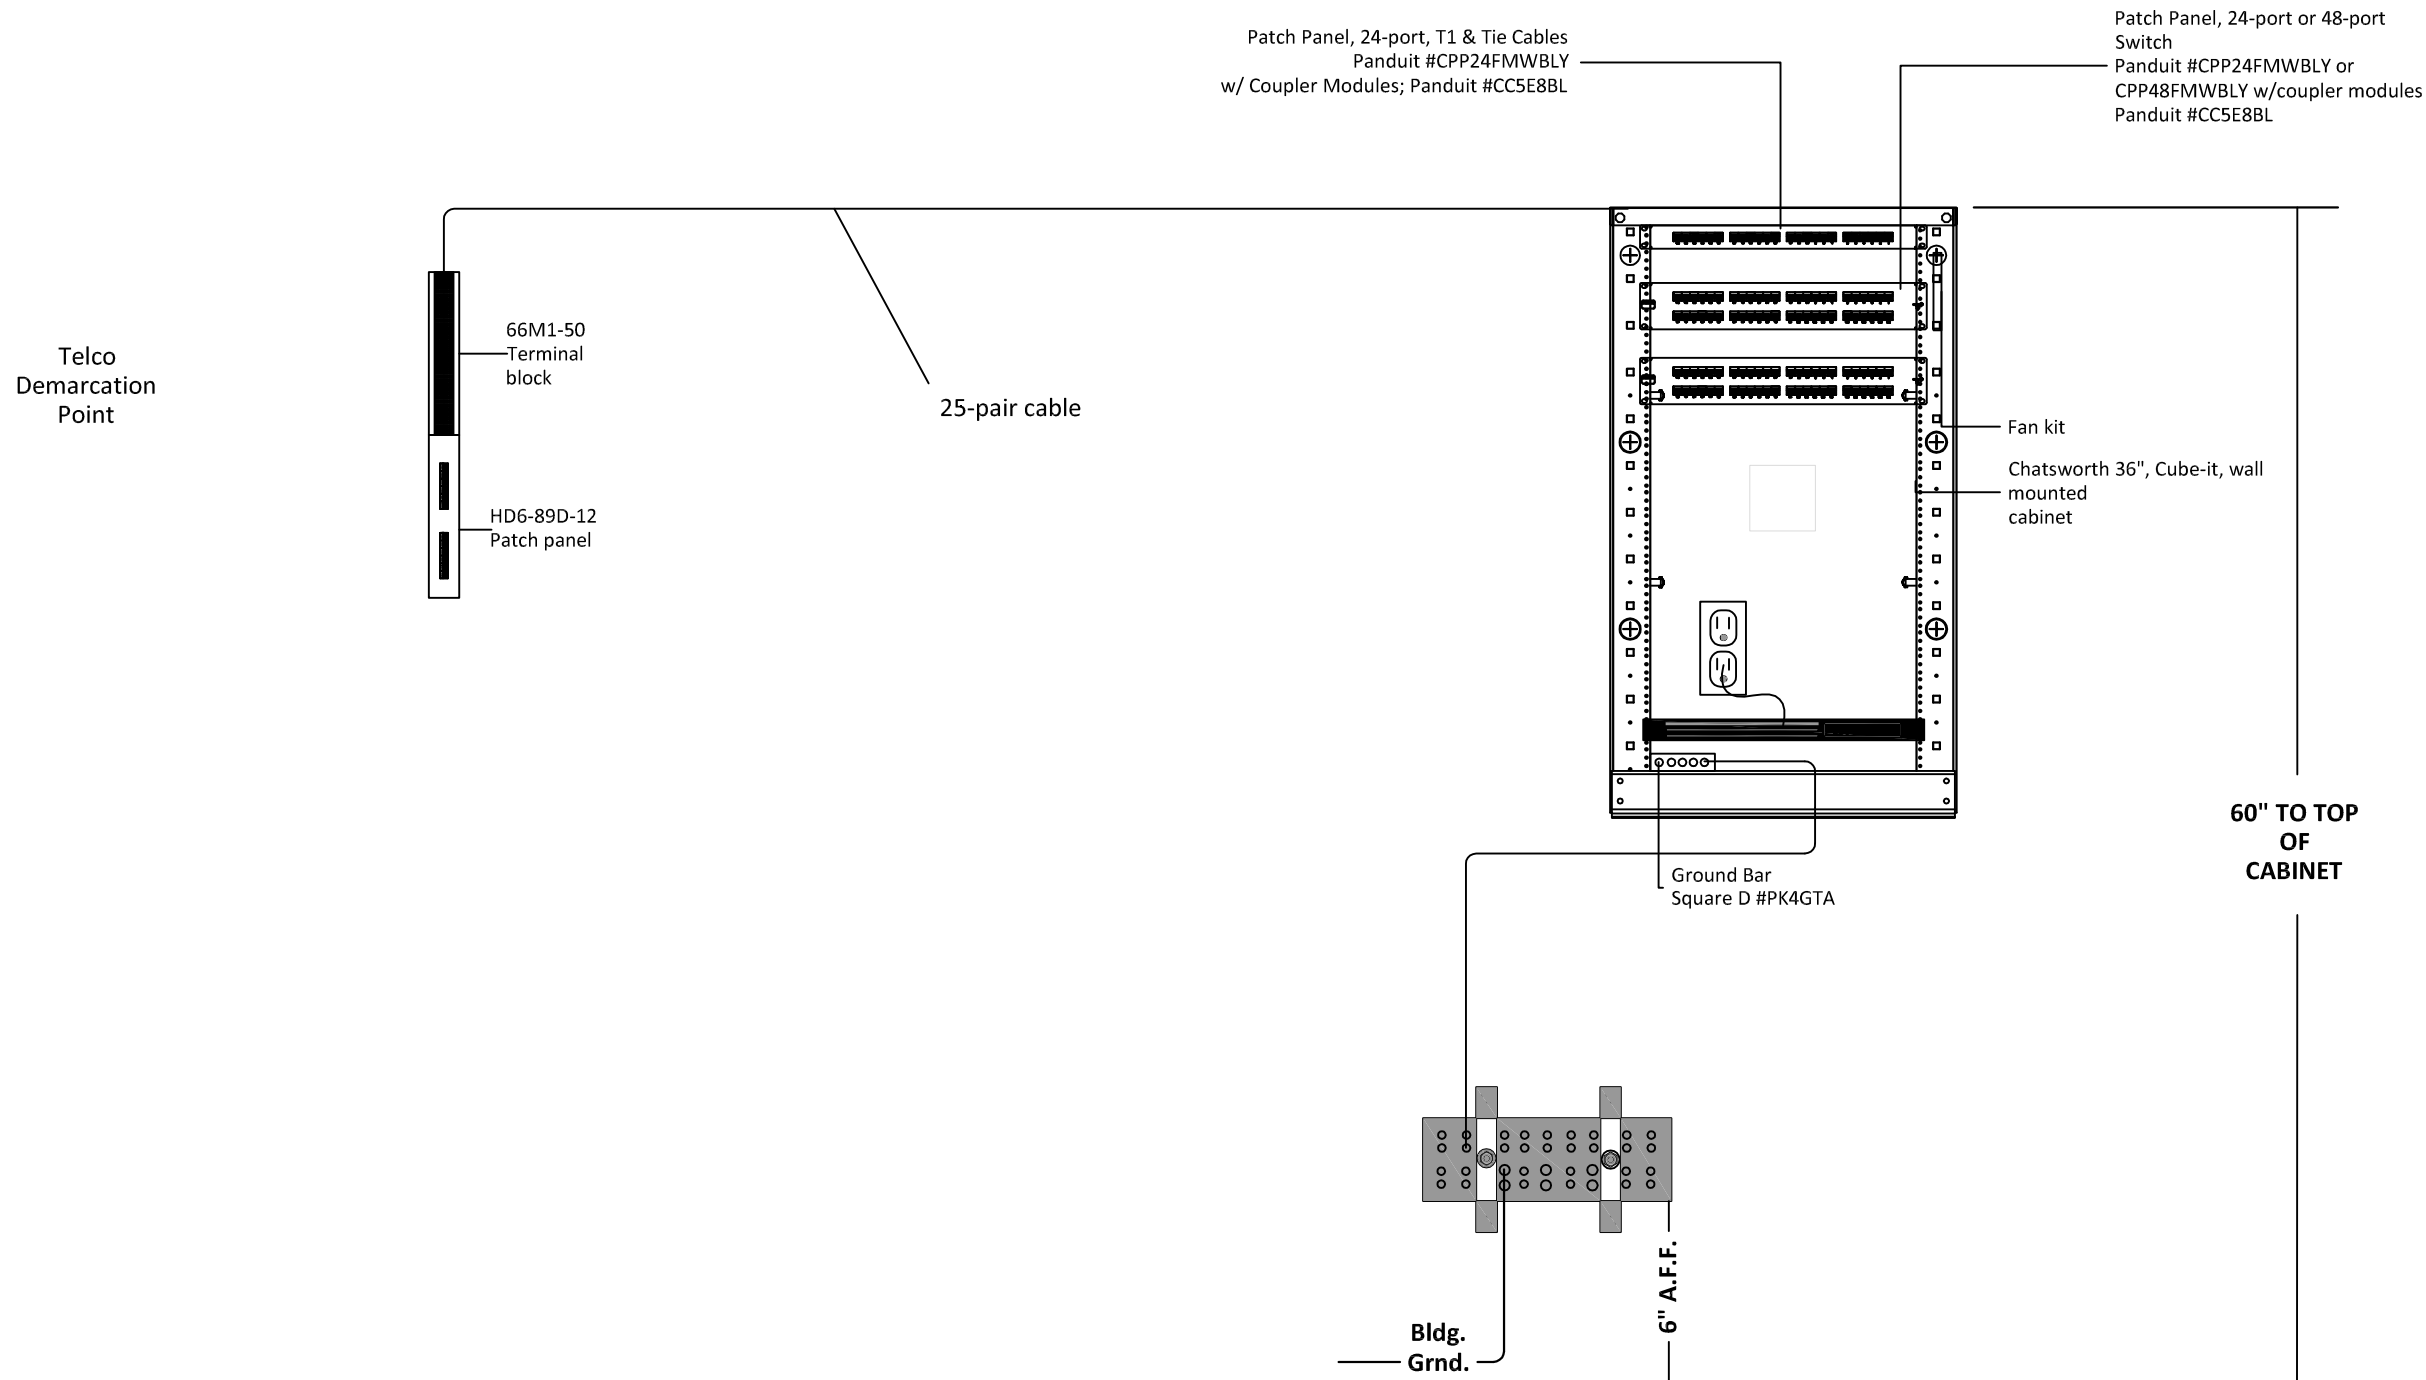 Patch Panel, 24-port, T1 & Tie Cables
Panduit #CPP24FMWBLY
w/ Coupler Modules; Panduit #CC5E8BL
Patch Panel, 24-port or 48-port
Switch
Panduit #CPP24FMWBLY or
CPP48FMWBLY w/coupler modules
Panduit #CC5E8BL
Telco
Demarcation
Point
66M1-50
Terminal
block
HD6-89D-12
Patch panel
25-pair cable
Fan kit
Chatsworth 36", Cube-it, wall
mounted
cabinet
60" TO TOP
OF
CABINET
Ground Bar
Square D #PK4GTA
6" A.F.F.
Bldg.
Grnd.